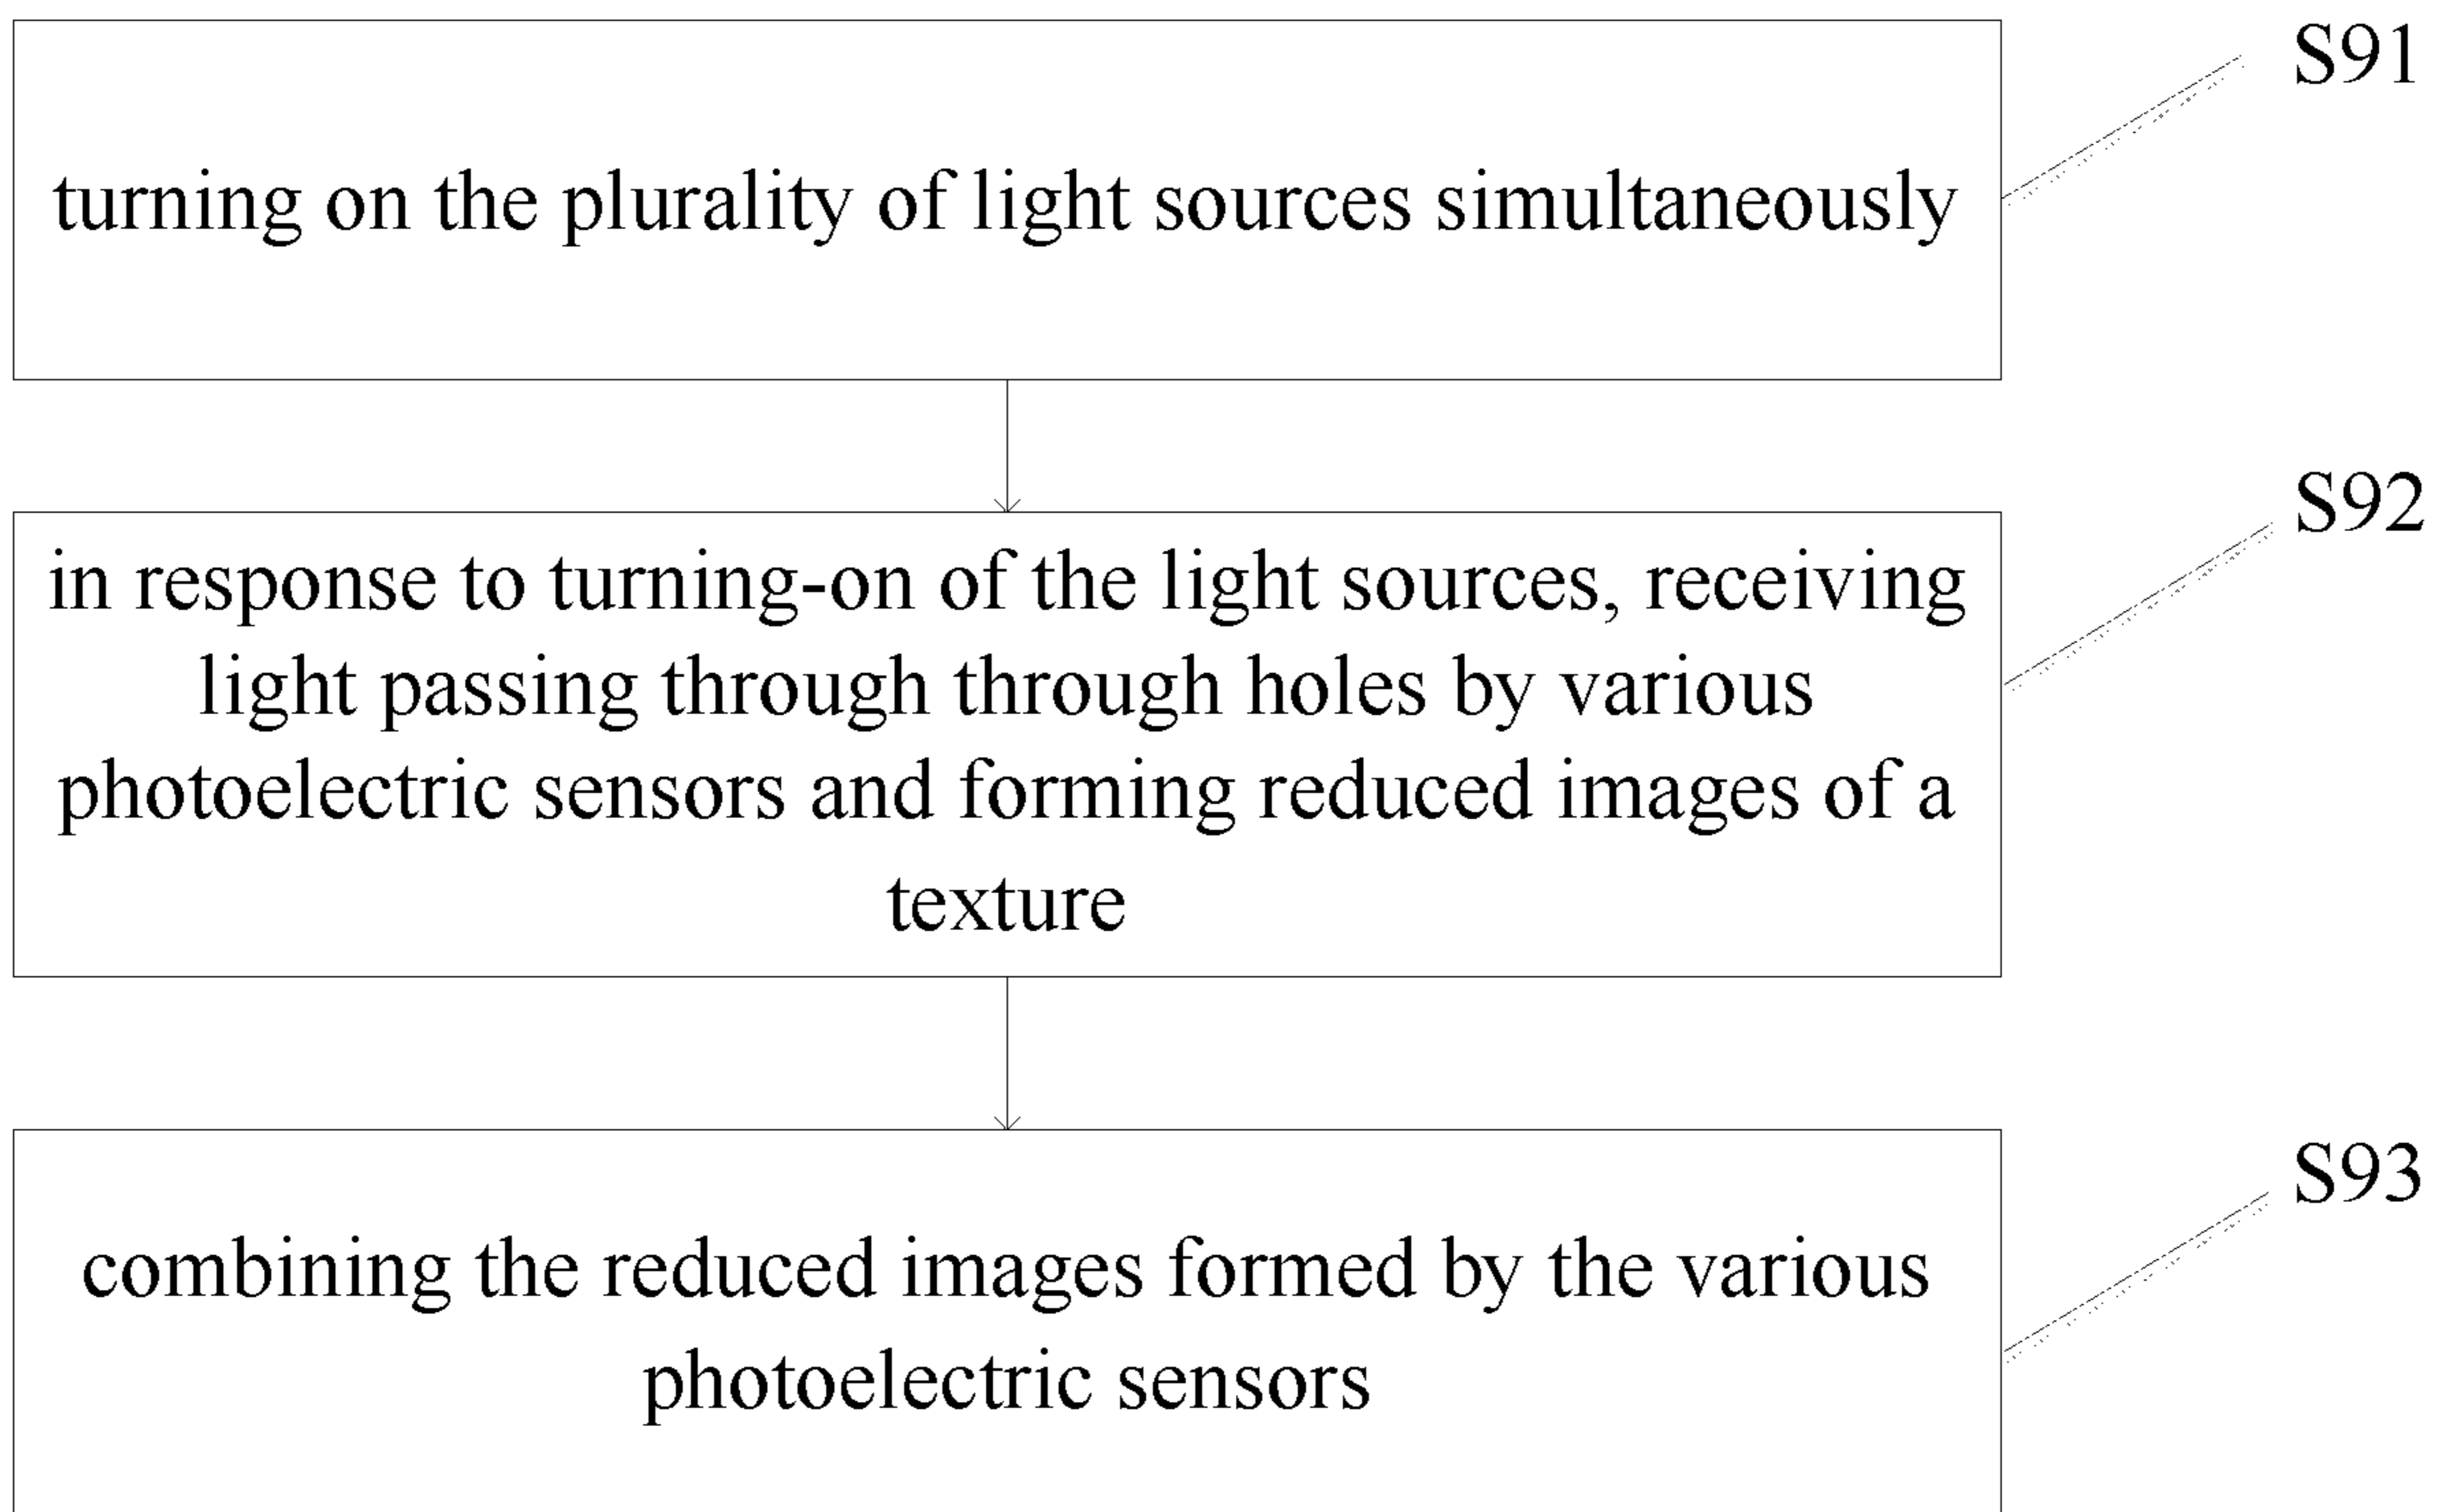 S91
turning on the plurality of light sources simultaneously
S92
in response to turning-on of the light sources, receiving
light passing through through holes by various
photoelectric sensors and forming reduced images of a
texture
S93
combining the reduced images formed by the various
photoelectric sensors